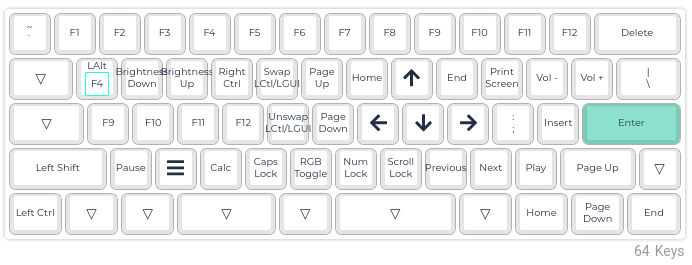 ~ F1 F2 F3 F4 F5 F6 F7 F8 F9 F10 F11 F12 Delete
`
▽ LAlt Brightness Brightness Right Swap Page Home ↑ End Print Vol - Vol + |
F4 Down Up Ctrl LCtl/LGUI Up Screen \
▽ F9 F10 F11 F12 Unswap Page ← ↓ → : Insert Enter
LCtl/LGUI Down ;
Left Shift Pause ☰ Calc Caps RGB Num Scroll Previous Next Play Page Up ▽
Lock Toggle Lock Lock
Left Ctrl ▽ ▽ ▽ ▽ ▽ ▽ Home Page End
Down
64 Keys